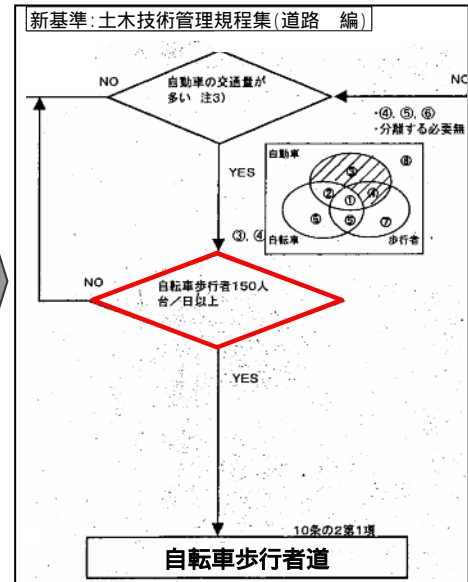 新基準:土木技術管理規程集(道路 編)
NO
自動車の交通量が
多い 注3)
NO
・④, ⑤, ⑥
・分離する必要無
YES
自動車
③
⑧
②
①
④
⑥
⑤
⑦
自転車
歩行者
③, ④
NO
自転車歩行者150人
台/日以上
YES
10条の2第1項
自転車歩行者道